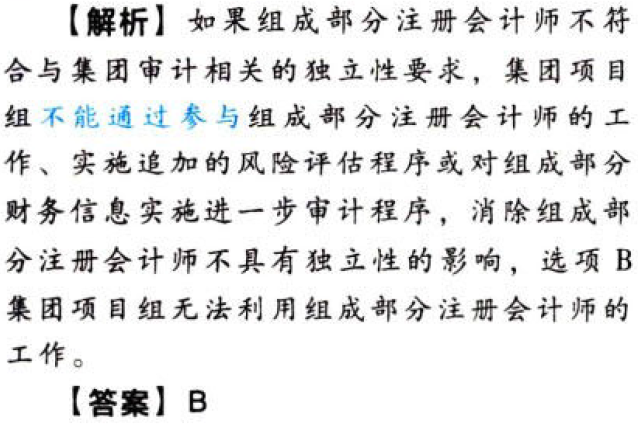 【解析】如果组成部分注册会计师不符
合与集团审计相关的独立性要求，集团项目
组不能通过参与组成部分注册会计师的工
作、实施追加的风险评估程序或对组成部分
财务信息实施进一步审计程序，消除组成部
分注册会计师不具有独立性的影响，选项 B
集团项目组无法利用组成部分注册会计师的
工作。
【答案】B